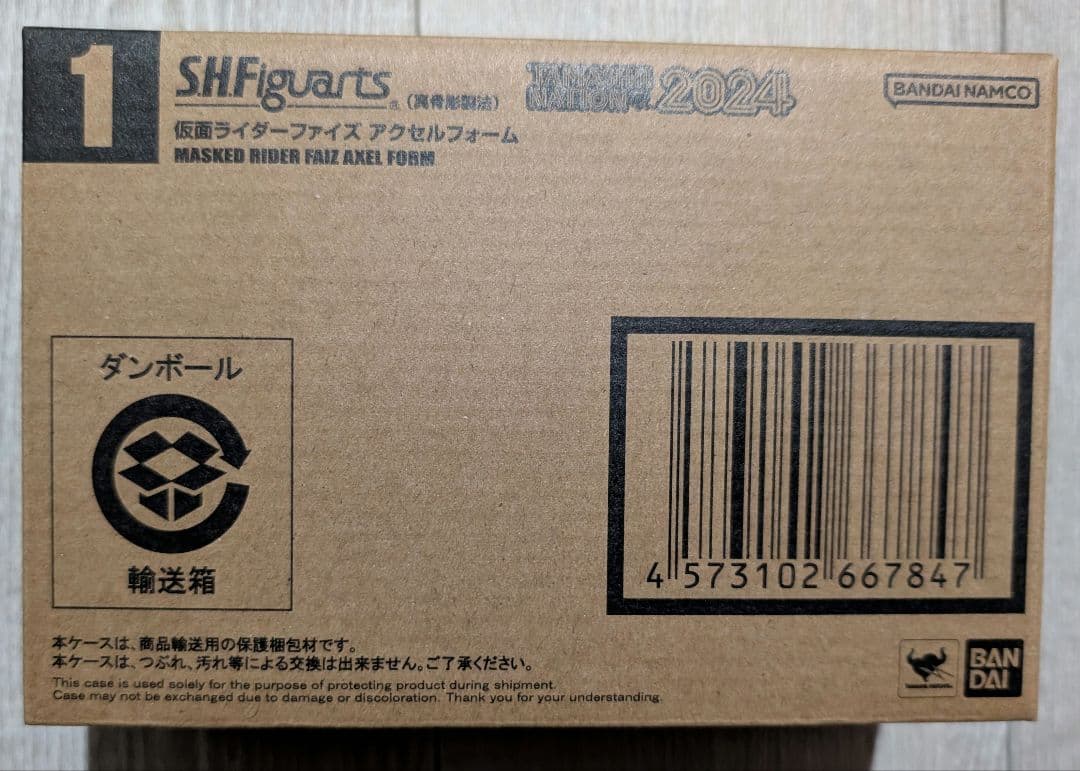 1
S.H.Figuarts (真骨彫製法)
TAMASHII NATION 2024
BANDAI NAMCO
仮面ライダーファイズ アクセルフォーム
MASKED RIDER FAIZ AXEL FORM
ダンボール
輸送箱
4 573102 667847
本ケースは、商品輸送用の保護梱包材です。
本ケースは、つぶれ、汚れ等による交換は出来ません。ご了承ください。
This case is used solely for the purpose of protecting product during shipment.
Case may not be exchanged due to damage or discoloration. Thank you for your understanding.
BAN
DAI